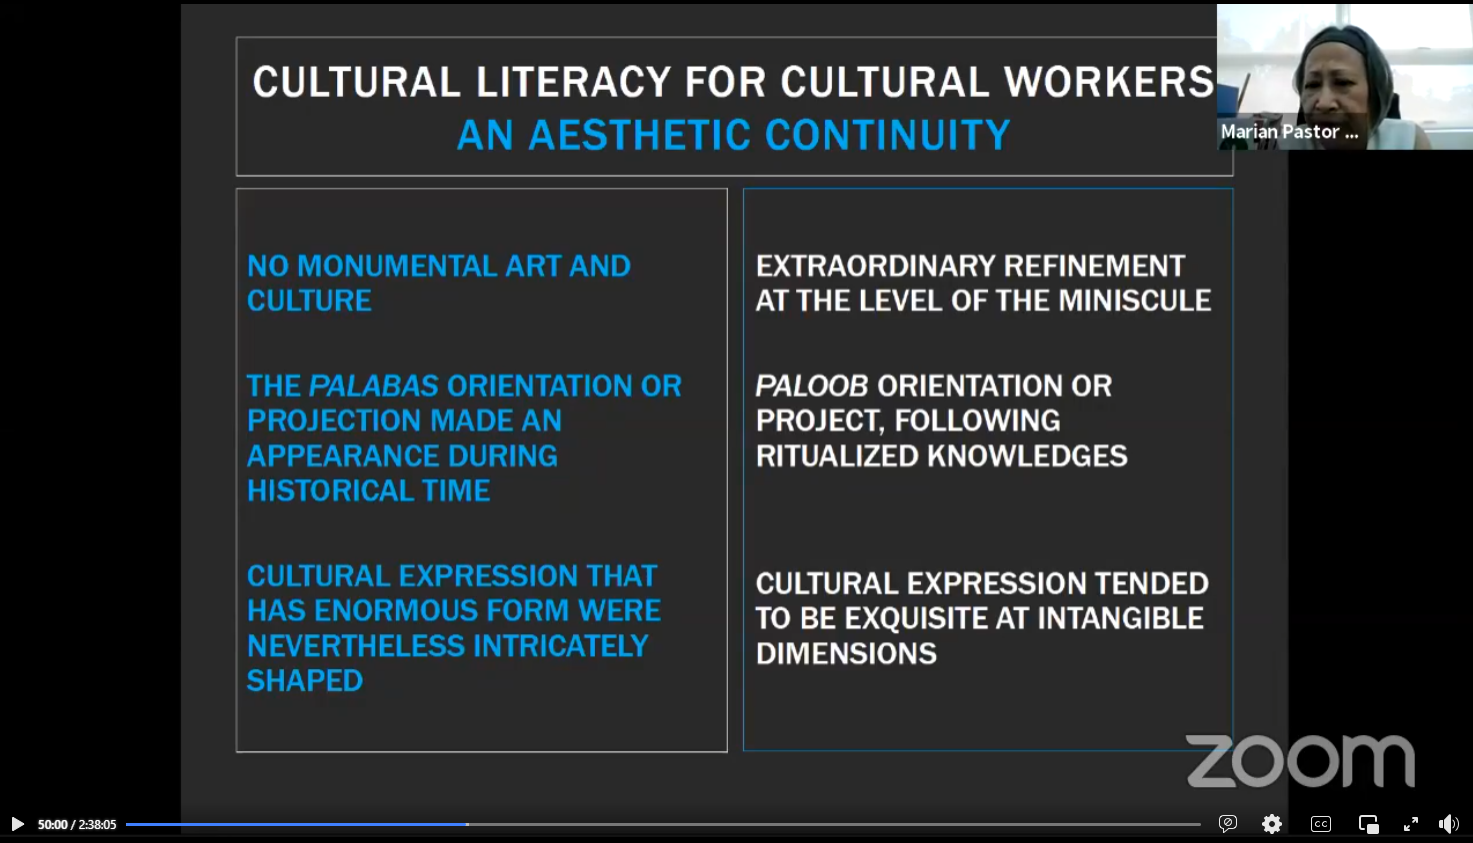 CULTURAL LITERACY FOR CULTURAL WORKERS
AN AESTHETIC CONTINUITY
Marian Pastor ...
NO MONUMENTAL ART AND
CULTURE
THE PALABAS ORIENTATION OR
PROJECTION MADE AN
APPEARANCE DURING
HISTORICAL TIME
CULTURAL EXPRESSION THAT
HAS ENORMOUS FORM WERE
NEVERTHELESS INTRICATELY
SHAPED
EXTRAORDINARY REFINEMENT
AT THE LEVEL OF THE MINISCULE
PALOOB ORIENTATION OR
PROJECT, FOLLOWING
RITUALIZED KNOWLEDGES
CULTURAL EXPRESSION TENDED
TO BE EXQUISITE AT INTANGIBLE
DIMENSIONS
zoom
50:00 / 2:38:05
CC